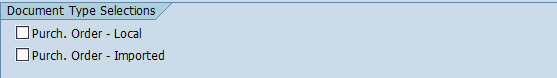 Document Type Selections
Purch. Order - Local
Purch. Order - Imported